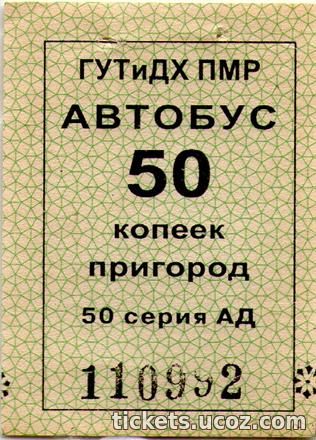 ГУТиДХ ПМР
АВТОБУС
50
копеек
пригород
50 серия АД
110992
tickets.ucoz.com